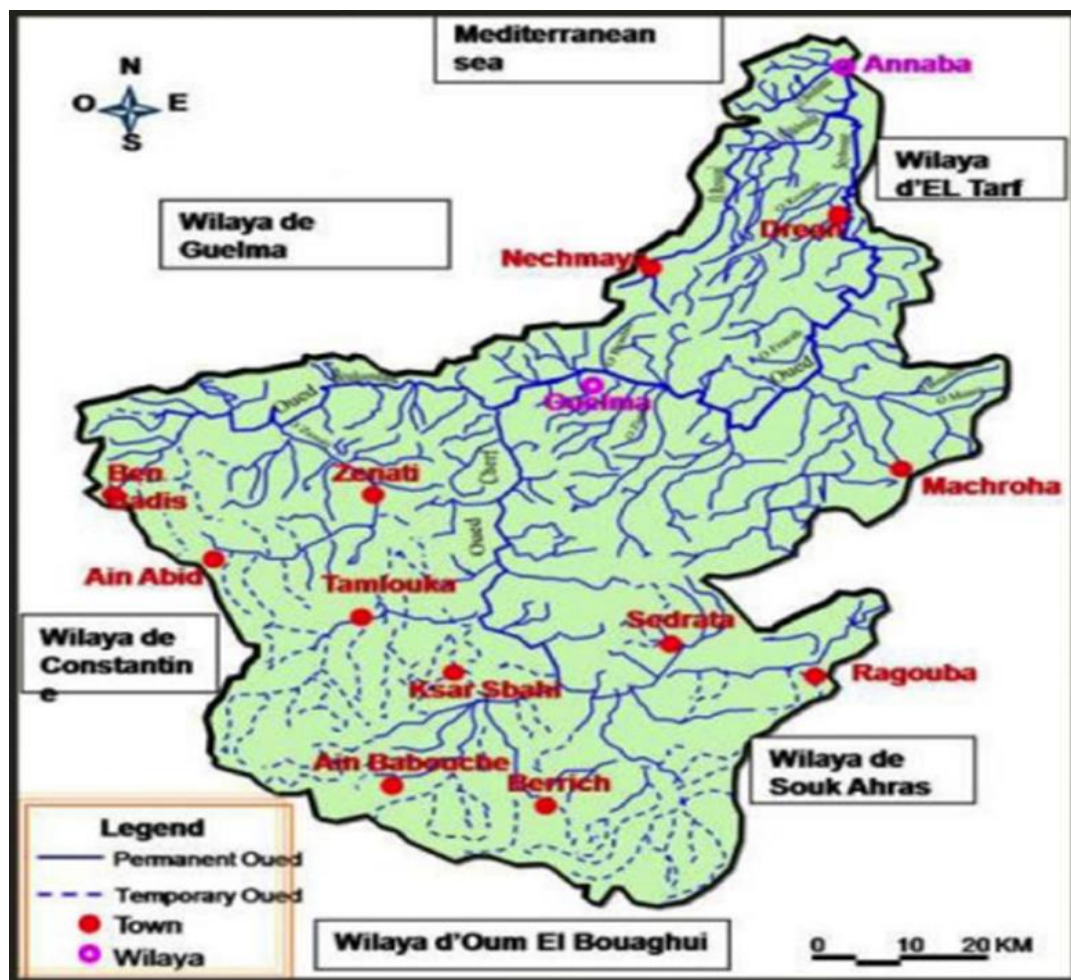 Mediterranean
sea
N
O E
S
Annaba
Wilaya
d'EL Tarf
Wilaya de
Guelma
Drean
Nechmay
Seybouse
Oued
Guelma
Oued
Ben
Badis
Zenati
Cherf
Machroha
Oued
Ain Abid
Tamlouka
Wilaya de
Constantin
e
Sedrata
Ksar Sbahi
Ragouba
Ain Babouche
Berrich
Wilaya de
Souk Ahras
Legend
Permanent Oued
Temporary Oued
Town
Wilaya
Wilaya d'Oum El Bouaghui
0 10 20 KM